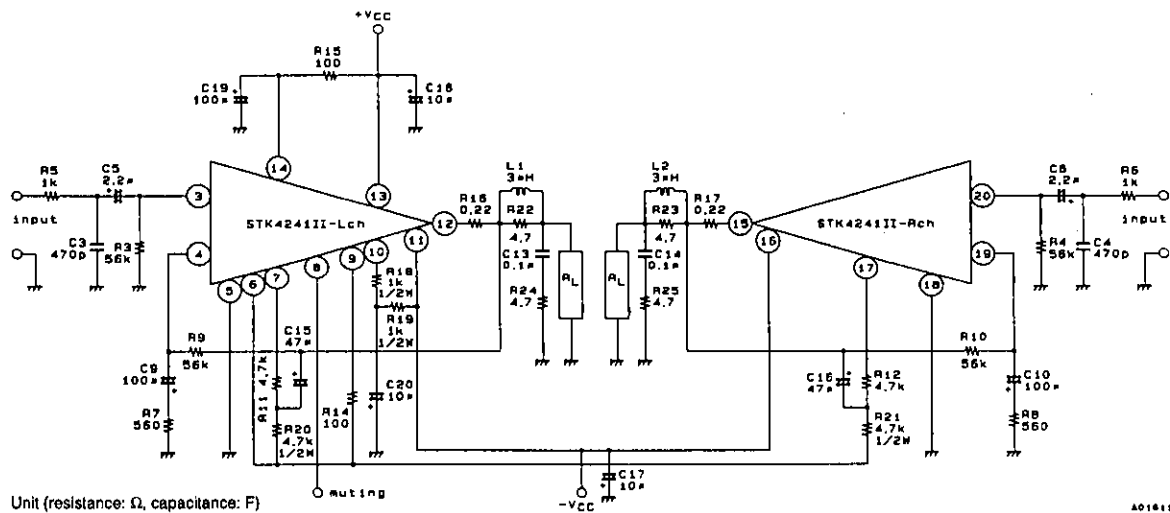 +VCC
R15
100
C19
100μ
C18
10μ
14
13
R5
1k
C5
2.2μ
input
C3
470p
R3
56k
3
4
STK4241II-Lch
5
6
7
8
9
10
11
12
R16
0.22
L1
3μH
R22
4.7
C13
0.1μ
R24
4.7
RL
R18
1k
1/2W
R19
1k
1/2W
C20
10μ
C9
100μ
R7
560
R9
56k
C15
47μ
R11 4.7k
R20
4.7k
1/2W
R14
100
muting
L2
3μH
R23
4.7
R17
0.22
C14
0.1μ
R25
4.7
RL
15
16
17
18
19
20
STK4241II-Rch
C6
2.2μ
R6
1k
input
R4
56k
C4
470p
R10
56k
C16
47μ
R12
4.7k
R21
4.7k
1/2W
C10
100μ
R8
560
-VCC
C17
10μ
Unit (resistance: Ω, capacitance: F)